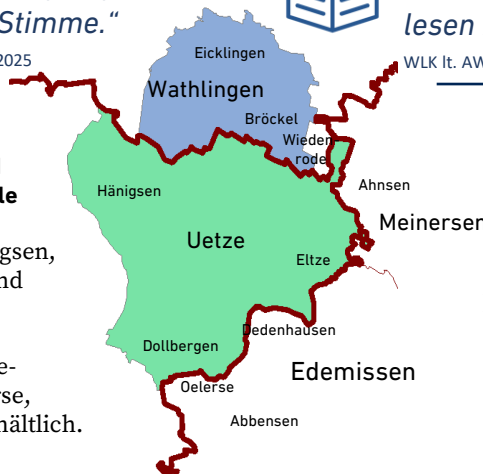 Stimme.“
2025
lesen
WLK lt. AW
Eicklingen
Wathlingen
Bröckel
Wieden
rode
le
Ahnsen
Hänigsen
Meinersen
gsen,
Uetze
nd
Eltze
Dedenhausen
Dollbergen
e-
Edemissen
rse,
Oelerse
hältlich.
Abbensen